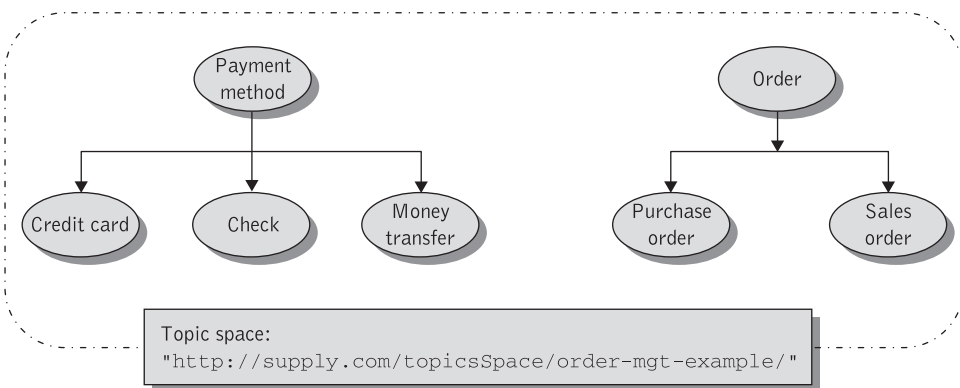 Payment
method
Order
Credit card
Check
Money
transfer
Purchase
order
Sales
order
Topic space:
"http://supply.com/topicsSpace/order-mgt-example/"